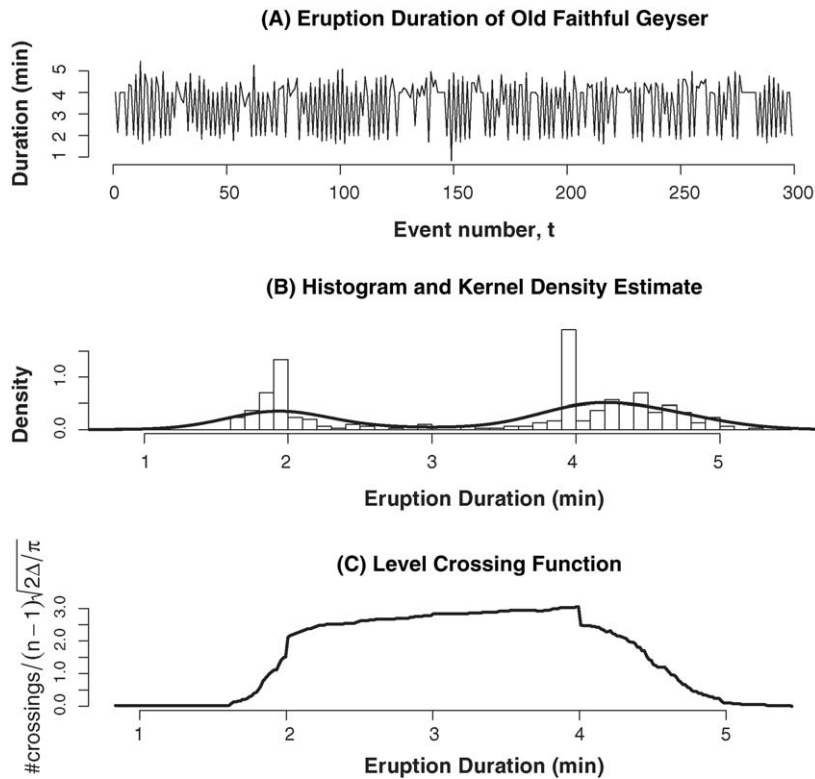 (A) Eruption Duration of Old Faithful Geyser
Duration (min)
5
4
3
2
1
0 50 100 150 200 250 300
Event number, t
(B) Histogram and Kernel Density Estimate
Density
1.0
0.0
1 2 3 4 5
Eruption Duration (min)
(C) Level Crossing Function
#crossings/(n−1)√2Δ/π
3.0
2.0
1.0
0.0
1 2 3 4 5
Eruption Duration (min)